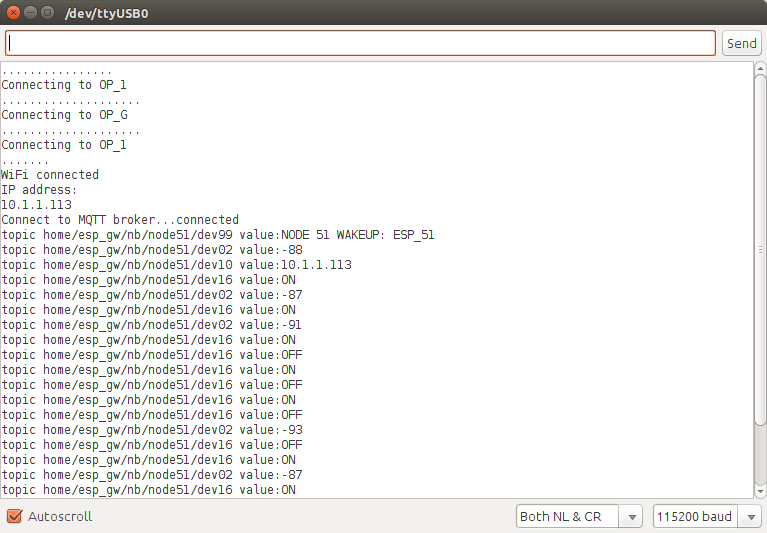 /dev/ttyUSB0
Send
................
Connecting to OP_1
....................
Connecting to OP_G
....................
Connecting to OP_1
.......
WiFi connected
IP address:
10.1.1.113
Connect to MQTT broker...connected
topic home/esp_gw/nb/node51/dev99 value:NODE 51 WAKEUP: ESP_51
topic home/esp_gw/nb/node51/dev02 value:-88
topic home/esp_gw/nb/node51/dev10 value:10.1.1.113
topic home/esp_gw/nb/node51/dev16 value:ON
topic home/esp_gw/nb/node51/dev02 value:-87
topic home/esp_gw/nb/node51/dev16 value:ON
topic home/esp_gw/nb/node51/dev02 value:-91
topic home/esp_gw/nb/node51/dev16 value:ON
topic home/esp_gw/nb/node51/dev16 value:OFF
topic home/esp_gw/nb/node51/dev16 value:ON
topic home/esp_gw/nb/node51/dev16 value:OFF
topic home/esp_gw/nb/node51/dev16 value:ON
topic home/esp_gw/nb/node51/dev16 value:OFF
topic home/esp_gw/nb/node51/dev02 value:-93
topic home/esp_gw/nb/node51/dev16 value:OFF
topic home/esp_gw/nb/node51/dev16 value:ON
topic home/esp_gw/nb/node51/dev02 value:-87
topic home/esp_gw/nb/node51/dev16 value:ON
Autoscroll
Both NL & CR
115200 baud